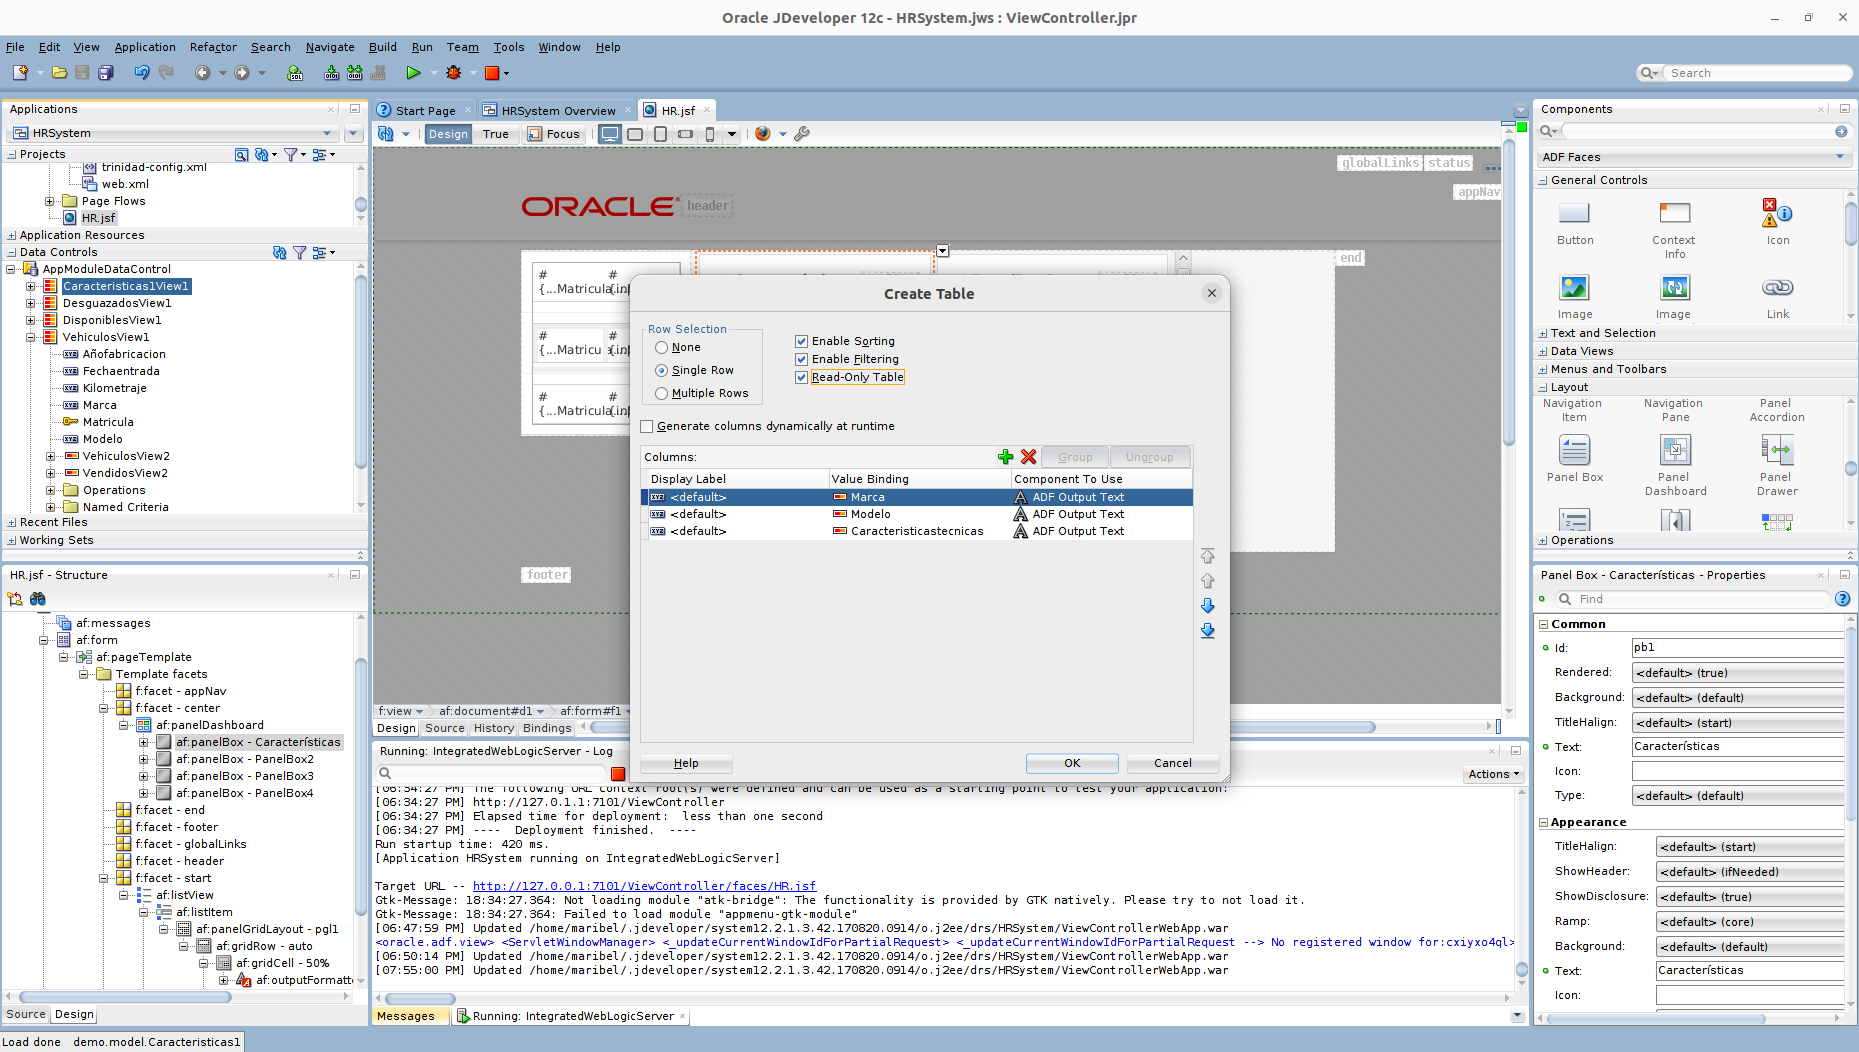 Oracle JDeveloper 12c - HRSystem.jws : ViewController.jpr
File Edit View Application Refactor Search Navigate Build Run Team Tools Window Help
Search
Applications
HRSystem
Projects
trinidad-config.xml
web.xml
Page Flows
HR.jsf
Application Resources
Data Controls
AppModuleDataControl
Caracteristicas1View1
DesguazadosView1
DisponiblesView1
VehiculosView1
Añofabricacion
Fechaentrada
Kilometraje
Marca
Matricula
Modelo
VehiculosView2
VendidosView2
Operations
Named Criteria
Recent Files
Working Sets
HR.jsf - Structure
af:messages
af:form
af:pageTemplate
Template facets
f:facet - appNav
f:facet - center
af:panelDashboard
af:panelBox - Características
af:panelBox - PanelBox2
af:panelBox - PanelBox3
af:panelBox - PanelBox4
f:facet - end
f:facet - footer
f:facet - globalLinks
f:facet - header
f:facet - start
af:listView
af:listItem
af:panelGridLayout - pgl1
af:gridRow - auto
af:gridCell - 50%
af:outputFormatt
Source Design
Load done demo.model.Caracteristicas1
Start Page HRSystem Overview HR.jsf
Design True Focus
globalLinks status
appNav
ORACLE header
end
# #
{...Matricula
# #
{...Matricu
# #
{...Matricula
footer
f:view af:document#d1 af:form#f1
Design Source History Bindings
Create Table
Row Selection
None
Single Row
Multiple Rows
Enable Sorting
Enable Filtering
Read-Only Table
Generate columns dynamically at runtime
Columns: Group Ungroup
Display Label Value Binding Component To Use
<default> Marca ADF Output Text
<default> Modelo ADF Output Text
<default> Caracteristicastecnicas ADF Output Text
Help OK Cancel
Running: IntegratedWebLogicServer - Log
Actions
[06:34:27 PM] The following URL context root(s) were defined and can be used as a starting point to test your application:
[06:34:27 PM] http://127.0.1.1:7101/ViewController
[06:34:27 PM] Elapsed time for deployment:  less than one second
[06:34:27 PM] ----  Deployment finished.  ----
Run startup time: 420 ms.
[Application HRSystem running on IntegratedWebLogicServer]
Target URL -- http://127.0.0.1:7101/ViewController/faces/HR.jsf
Gtk-Message: 18:34:27.364: Not loading module "atk-bridge": The functionality is provided by GTK natively. Please try to not load it.
Gtk-Message: 18:34:27.364: Failed to load module "appmenu-gtk-module"
[06:47:59 PM] Updated /home/maribel/.jdeveloper/system12.2.1.3.42.170820.0914/o.j2ee/drs/HRSystem/ViewControllerWebApp.war
<oracle.adf.view> <ServletWindowManager> <_updateCurrentWindowIdForPartialRequest> <_updateCurrentWindowIdForPartialRequest --> No registered window for:cxiyxo4ql>
[06:50:14 PM] Updated /home/maribel/.jdeveloper/system12.2.1.3.42.170820.0914/o.j2ee/drs/HRSystem/ViewControllerWebApp.war
[07:55:00 PM] Updated /home/maribel/.jdeveloper/system12.2.1.3.42.170820.0914/o.j2ee/drs/HRSystem/ViewControllerWebApp.war
Messages Running: IntegratedWebLogicServer
Components
ADF Faces
General Controls
Button
Context Info
Icon
Image
Image
Link
Text and Selection
Data Views
Menus and Toolbars
Layout
Navigation Item
Navigation Pane
Panel Accordion
Panel Box
Panel Dashboard
Panel Drawer
Operations
Panel Box - Características - Properties
Find
Common
Id: pb1
Rendered: <default> (true)
Background: <default> (default)
TitleHalign: <default> (start)
Text: Características
Icon:
Type: <default> (default)
Appearance
TitleHalign: <default> (start)
ShowHeader: <default> (ifNeeded)
ShowDisclosure: <default> (true)
Ramp: <default> (core)
Background: <default> (default)
Text: Características
Icon: